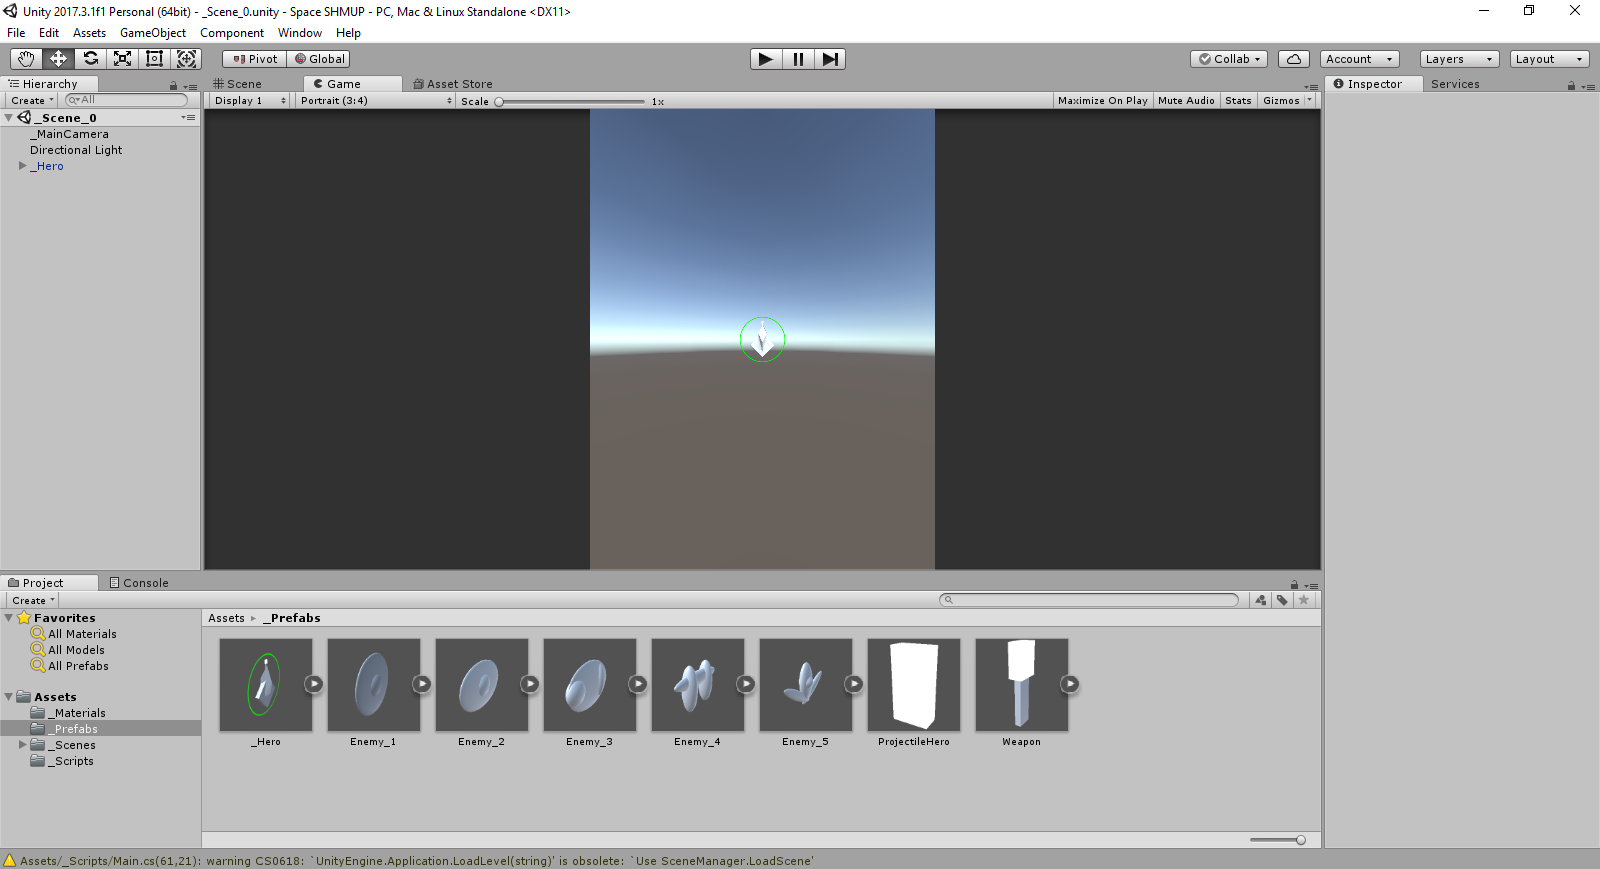 Unity 2017.3.1f1 Personal (64bit) - _Scene_0.unity - Space SHMUP - PC, Mac & Linux Standalone <DX11>
File Edit Assets GameObject Component Window Help
Pivot Global Collab Account Layers Layout
Hierarchy
Create All
_Scene_0
_MainCamera
Directional Light
_Hero
Scene Game Asset Store
Display 1 Portrait (3:4) Scale 1x Maximize On Play Mute Audio Stats Gizmos
Inspector Services
Project Console
Create
Favorites
All Materials
All Models
All Prefabs
Assets
_Materials
_Prefabs
_Scenes
_Scripts
Assets _Prefabs
_Hero Enemy_1 Enemy_2 Enemy_3 Enemy_4 Enemy_5 ProjectileHero Weapon
Assets/_Scripts/Main.cs(61,21): warning CS0618: `UnityEngine.Application.LoadLevel(string)' is obsolete: `Use SceneManager.LoadScene'